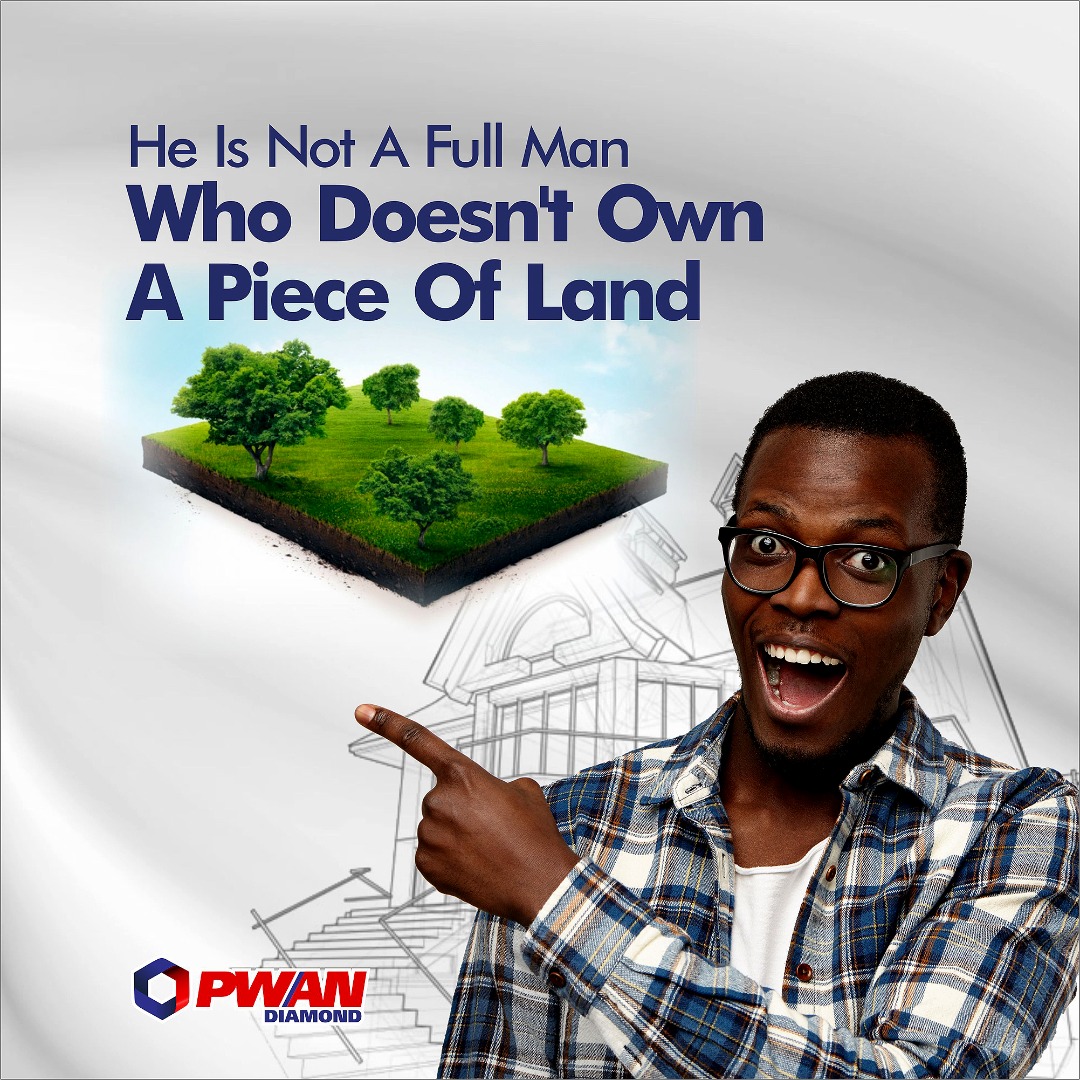 He Is Not A Full Man
Who Doesn't Own
A Piece Of Land
PWAN
DIAMOND